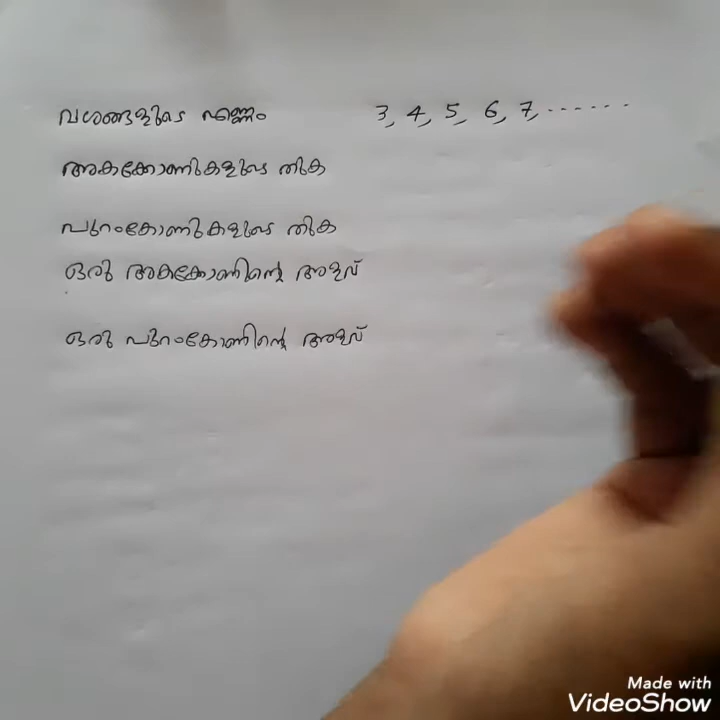 വശങ്ങളുടെ എണ്ണം 3, 4, 5, 6, 7, ......
അകക്കോണുകളുടെ തുക
പുറംകോണുകളുടെ തുക
ഒരു അകക്കോണിന്റെ അളവ്
ഒരു പുറംകോണിന്റെ അളവ്
Made with
VideoShow